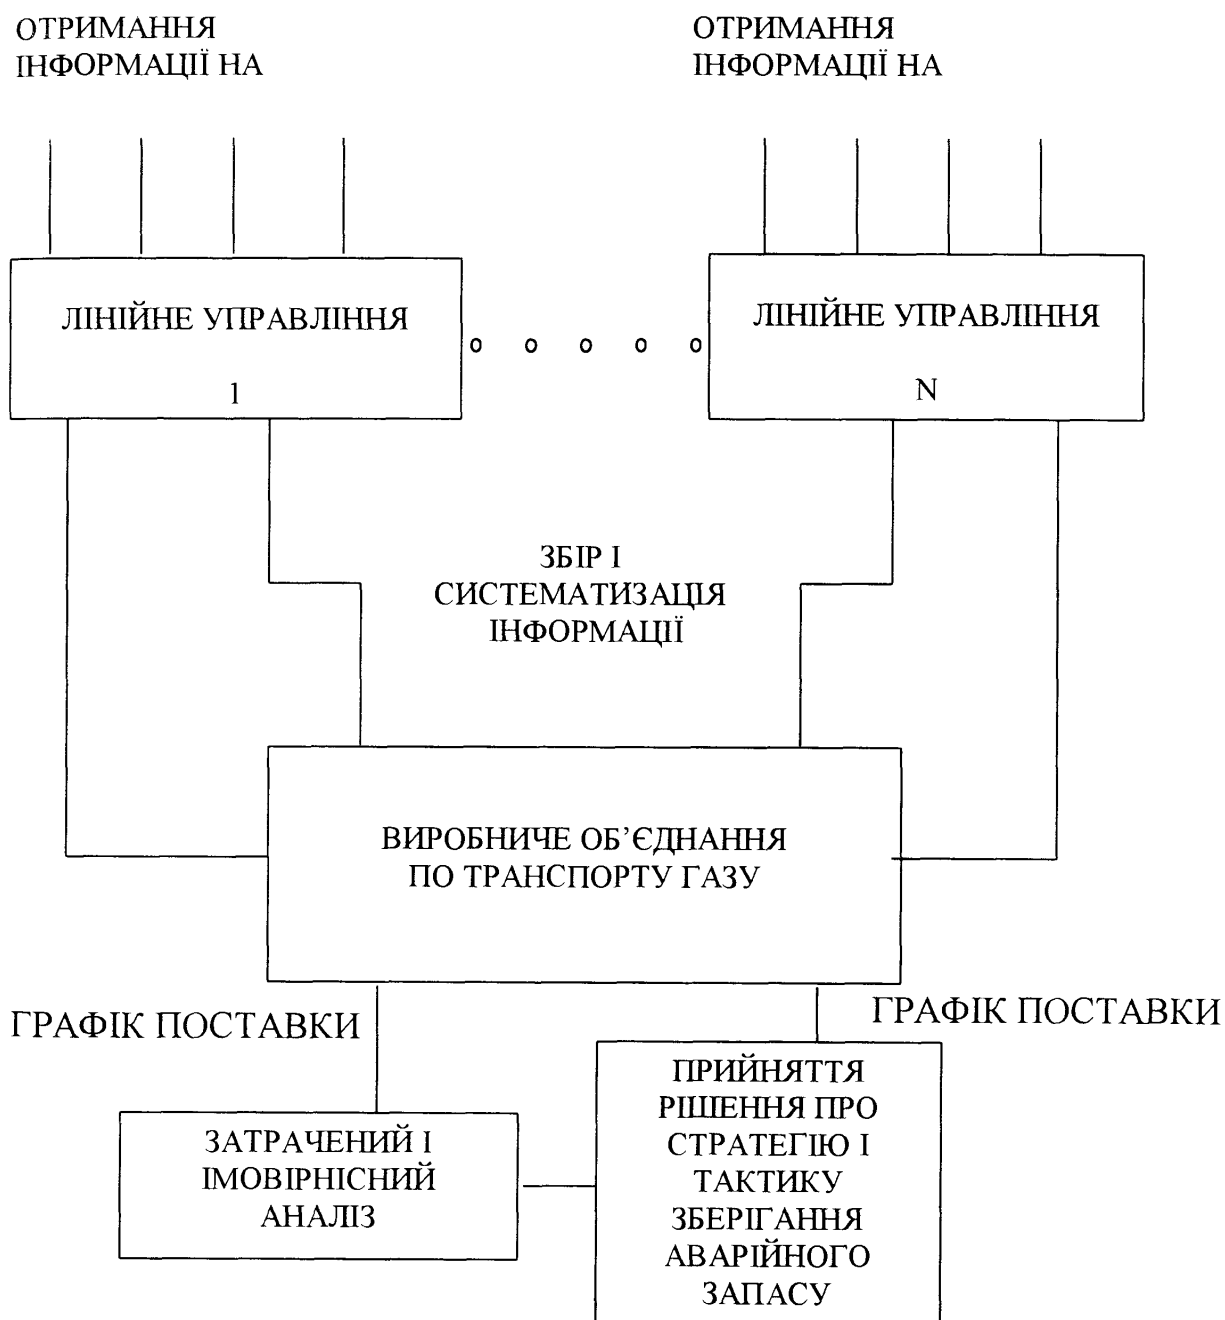 ОТРИМАННЯ
ІНФОРМАЦІЇ НА
ОТРИМАННЯ
ІНФОРМАЦІЇ НА
ЛІНІЙНЕ УПРАВЛІННЯ
1
ЛІНІЙНЕ УПРАВЛІННЯ
N
ЗБІР І
СИСТЕМАТИЗАЦІЯ
ІНФОРМАЦІЇ
ВИРОБНИЧЕ ОБ’ЄДНАННЯ
ПО ТРАНСПОРТУ ГАЗУ
ГРАФІК ПОСТАВКИ
ГРАФІК ПОСТАВКИ
ЗАТРАЧЕНИЙ І
ІМОВІРНІСНИЙ
АНАЛІЗ
ПРИЙНЯТТЯ
РІШЕННЯ ПРО
СТРАТЕГІЮ І
ТАКТИКУ
ЗБЕРІГАННЯ
АВАРІЙНОГО
ЗАПАСУ